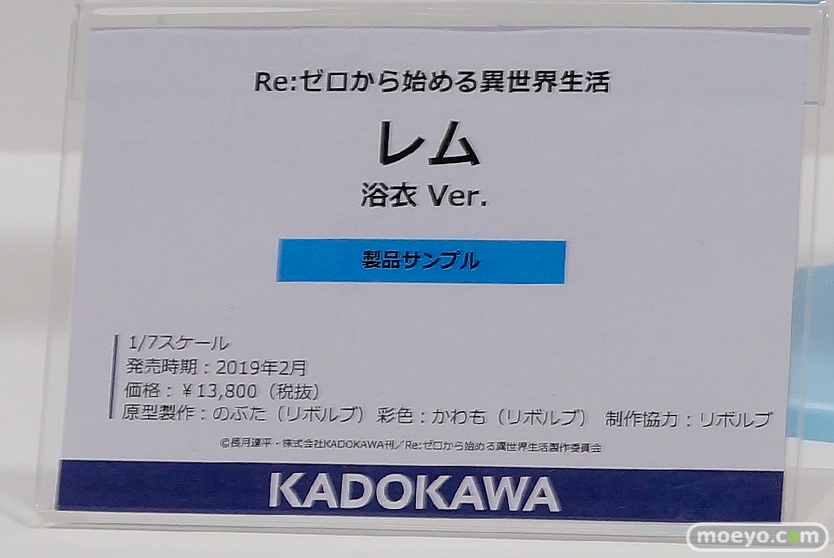 Re:ゼロから始める異世界生活
レム
浴衣 Ver.
製品サンプル
1/7スケール
発売時期：2019年2月
価格：￥13,800（税抜）
原型製作：のぶた（リボルブ）彩色：かわも（リボルブ） 制作協力：リボルブ
©長月達平・株式会社KADOKAWA刊／Re:ゼロから始める異世界生活製作委員会
KADOKAWA
moeyo.com